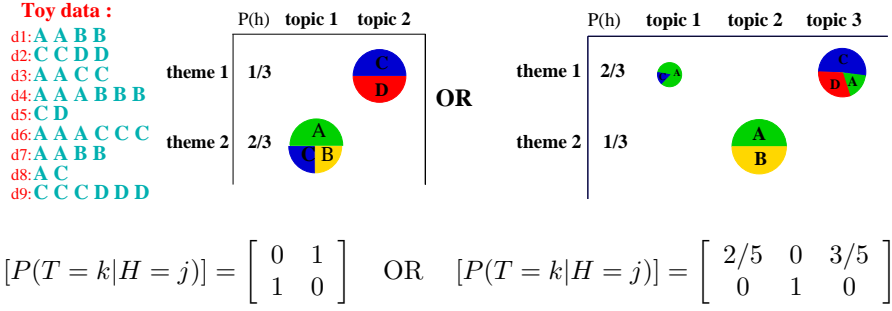 Toy data :
d1: A A B B
d2: C C D D
d3: A A C C
d4: A A A B B B
d5: C D
d6: A A A C C C
d7: A A B B
d8: A C
d9: C C C D D D
P(h) topic 1 topic 2
theme 1 1/3 C D
theme 2 2/3 A C B
OR
P(h) topic 1 topic 2 topic 3
theme 1 2/3 A C D A
theme 2 1/3 A B
[P(T = k|H = j)] = [ 0 1
1 0 ]
OR
[P(T = k|H = j)] = [ 2/5 0 3/5
0 1 0 ]